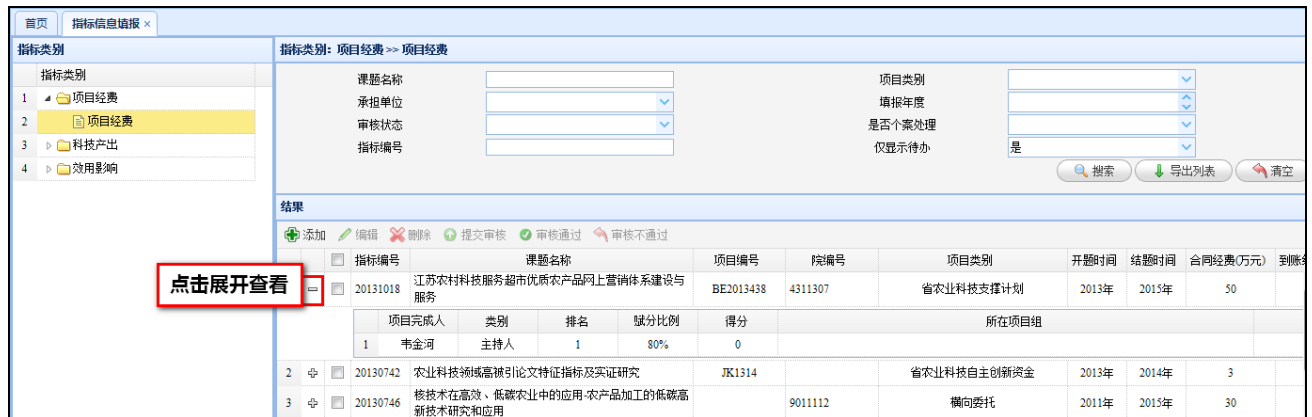 首页 指标信息填报 ×
指标类别
指标类别
1 项目经费
2 项目经费
3 科技产出
4 效用影响
指标类别：项目经费 >> 项目经费
课题名称 项目类别
承担单位 填报年度
审核状态 是否个案处理
指标编号 仅显示待办 是
搜索 导出列表 清空
结果
添加 编辑 删除 提交审核 审核通过 审核不通过
指标编号 课题名称 项目编号 院编号 项目类别 开题时间 结题时间 合同经费(万元)
点击展开查看
20131018 江苏农村科技服务超市优质农产品网上营销体系建设与 BE2013438 4311307 省农业科技支撑计划 2013年 2015年 50
服务
项目完成人 类别 排名 赋分比例 得分 所在项目组
1 韦金河 主持人 1 80% 0
2 20130742 农业科技领域高被引论文特征指标及实证研究 JK1314 省农业科技自主创新资金 2013年 2014年 3
3 20130746 核技术在高效、低碳农业中的应用-农产品加工的低碳高 9011112 横向委托 2011年 2015年 30
新技术研究和应用